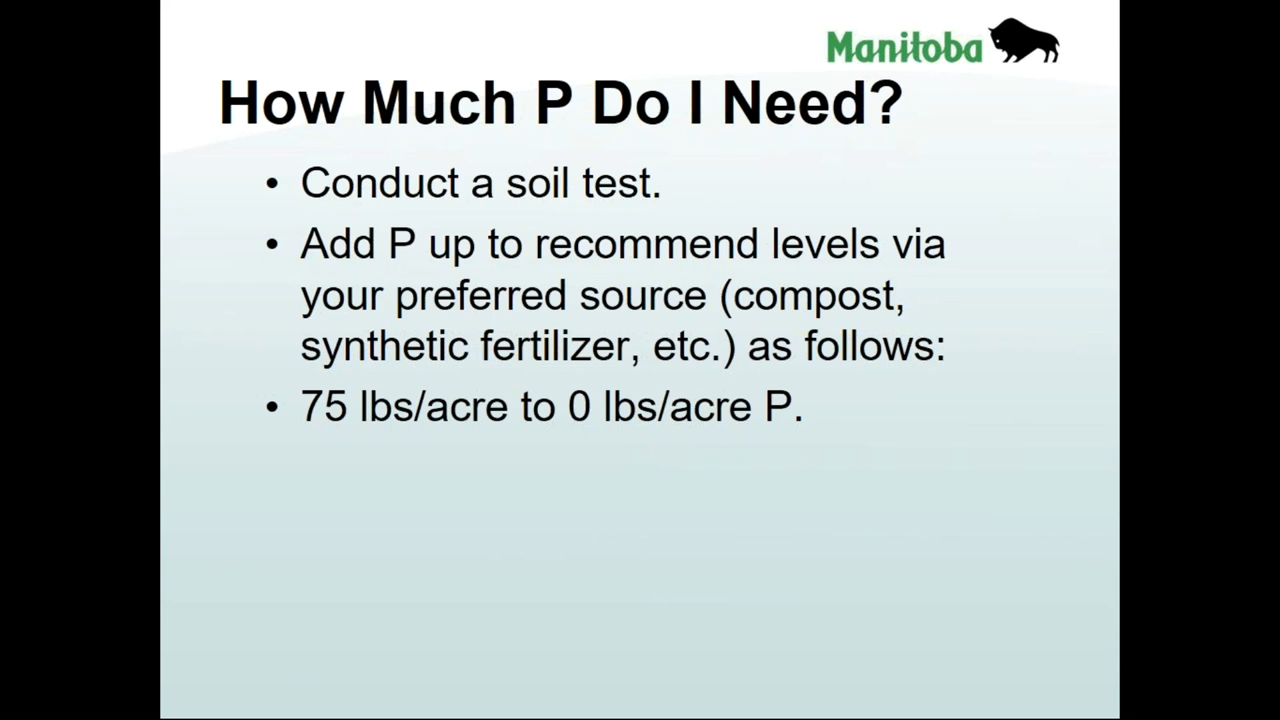 Manitoba
How Much P Do I Need?
• Conduct a soil test.
• Add P up to recommend levels via
your preferred source (compost,
synthetic fertilizer, etc.) as follows:
• 75 lbs/acre to 0 lbs/acre P.